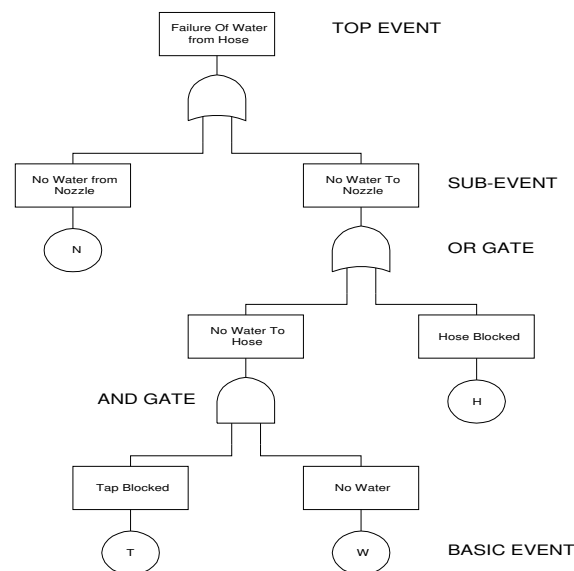 Failure Of Water
from Hose
TOP EVENT
No Water from
Nozzle
No Water To
Nozzle
SUB-EVENT
N
OR GATE
No Water To
Hose
Hose Blocked
AND GATE
H
Tap Blocked
No Water
T
W
BASIC EVENT